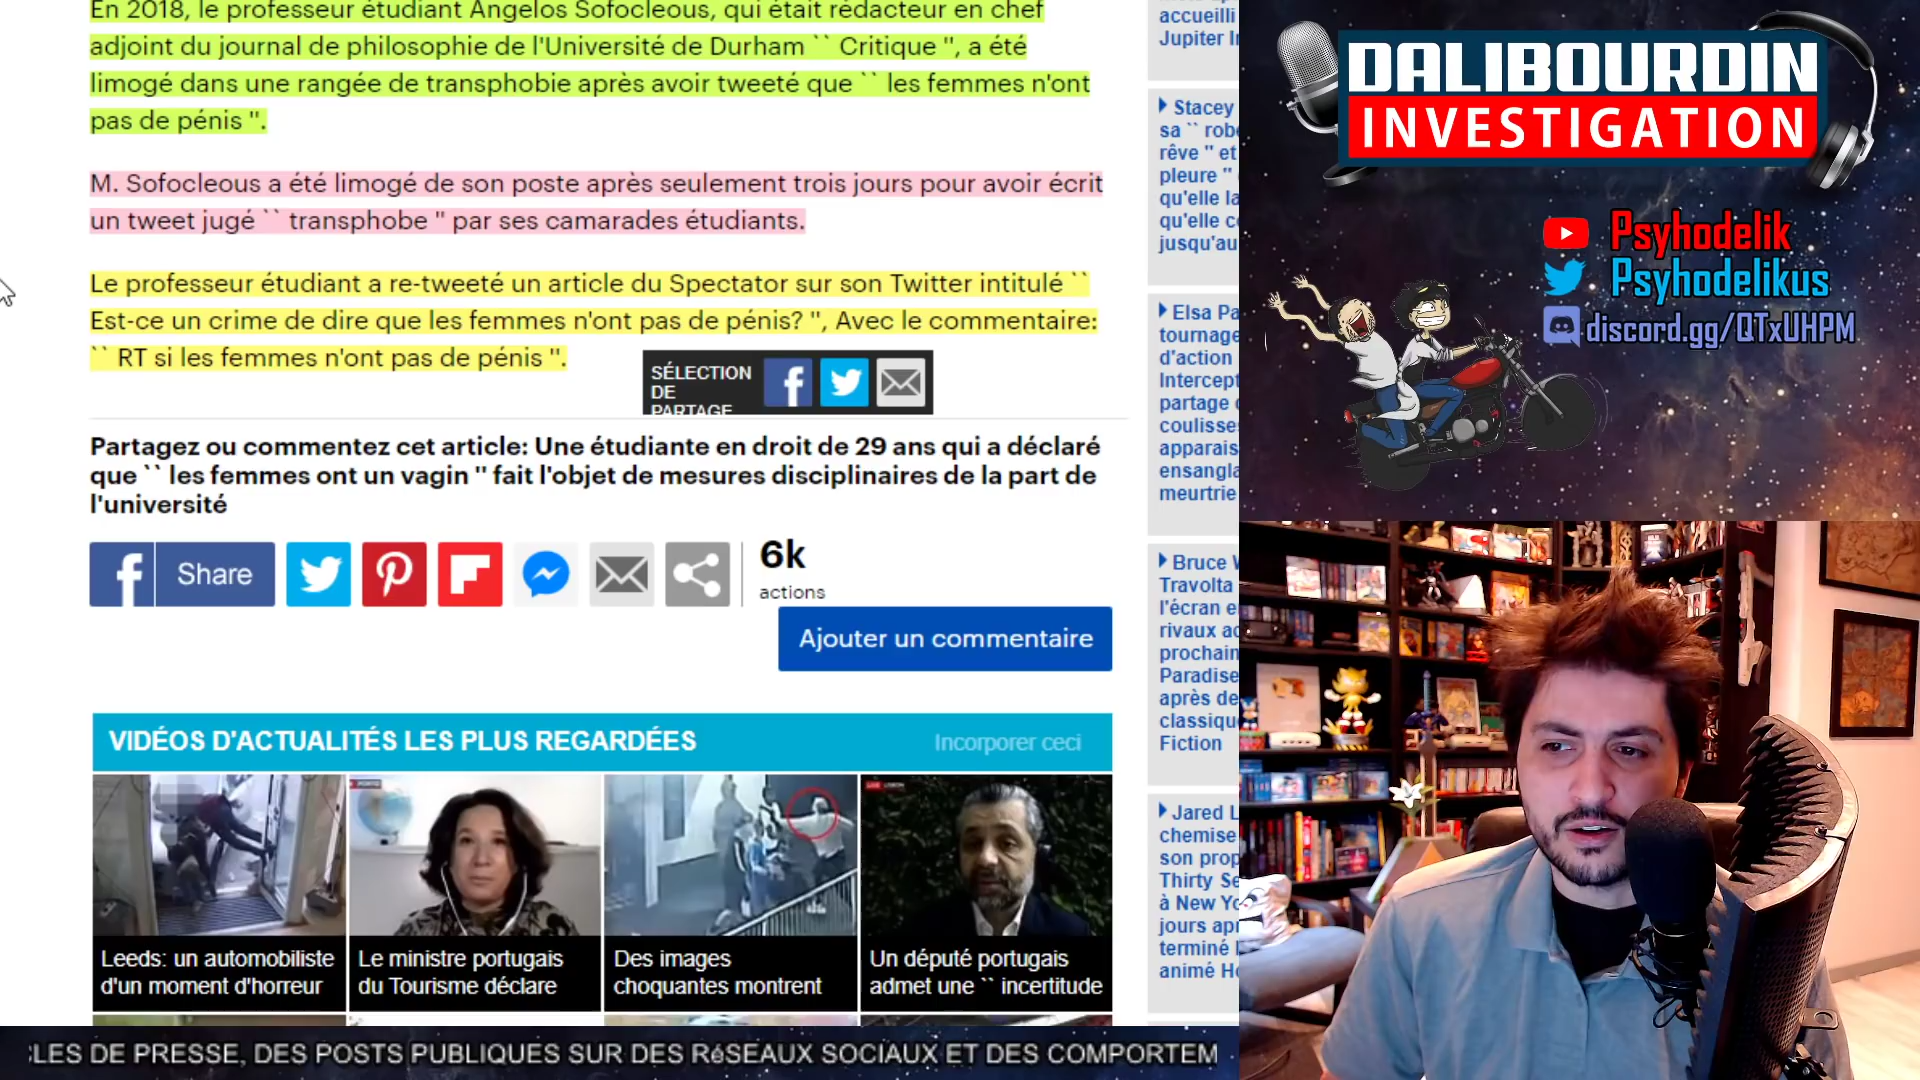 En 2018, le professeur étudiant Angelos Sofocleous, qui était rédacteur en chef
adjoint du journal de philosophie de l'Université de Durham `` Critique '', a été
limogé dans une rangée de transphobie après avoir tweeté que `` les femmes n'ont
pas de pénis ''.
M. Sofocleous a été limogé de son poste après seulement trois jours pour avoir écrit
un tweet jugé `` transphobe '' par ses camarades étudiants.
Le professeur étudiant a re-tweeté un article du Spectator sur son Twitter intitulé ``
Est-ce un crime de dire que les femmes n'ont pas de pénis? '', Avec le commentaire:
`` RT si les femmes n'ont pas de pénis ''.
SÉLECTION
DE
PARTAGE
Partagez ou commentez cet article: Une étudiante en droit de 29 ans qui a déclaré
que `` les femmes ont un vagin '' fait l'objet de mesures disciplinaires de la part de
l'université
Share
6k
actions
Ajouter un commentaire
VIDÉOS D'ACTUALITÉS LES PLUS REGARDÉES
Incorporer ceci
Leeds: un automobiliste
d'un moment d'horreur
Le ministre portugais
du Tourisme déclare
Des images
choquantes montrent
Un député portugais
admet une `` incertitude
accueilli
Jupiter
Stacey
sa `` robe
rêve '' et
pleure ''
qu'elle
qu'elle
jusqu'au
Elsa Pa
tournage
d'action
Intercept
partage
coulisses
apparais
ensangla
meurtrie
Bruce
Travolta
l'écran
rivaux
prochain
Paradise
après de
classique
Fiction
Jared L
chemise
son prop
Thirty Se
à New Yo
jours apr
terminé
animé Ho
DALIBOURDIN
INVESTIGATION
Psyhodelik
Psyhodelikus
discord.gg/QTxUHPM
LES DE PRESSE, DES POSTS PUBLIQUES SUR DES RéSEAUX SOCIAUX ET DES COMPORTEM